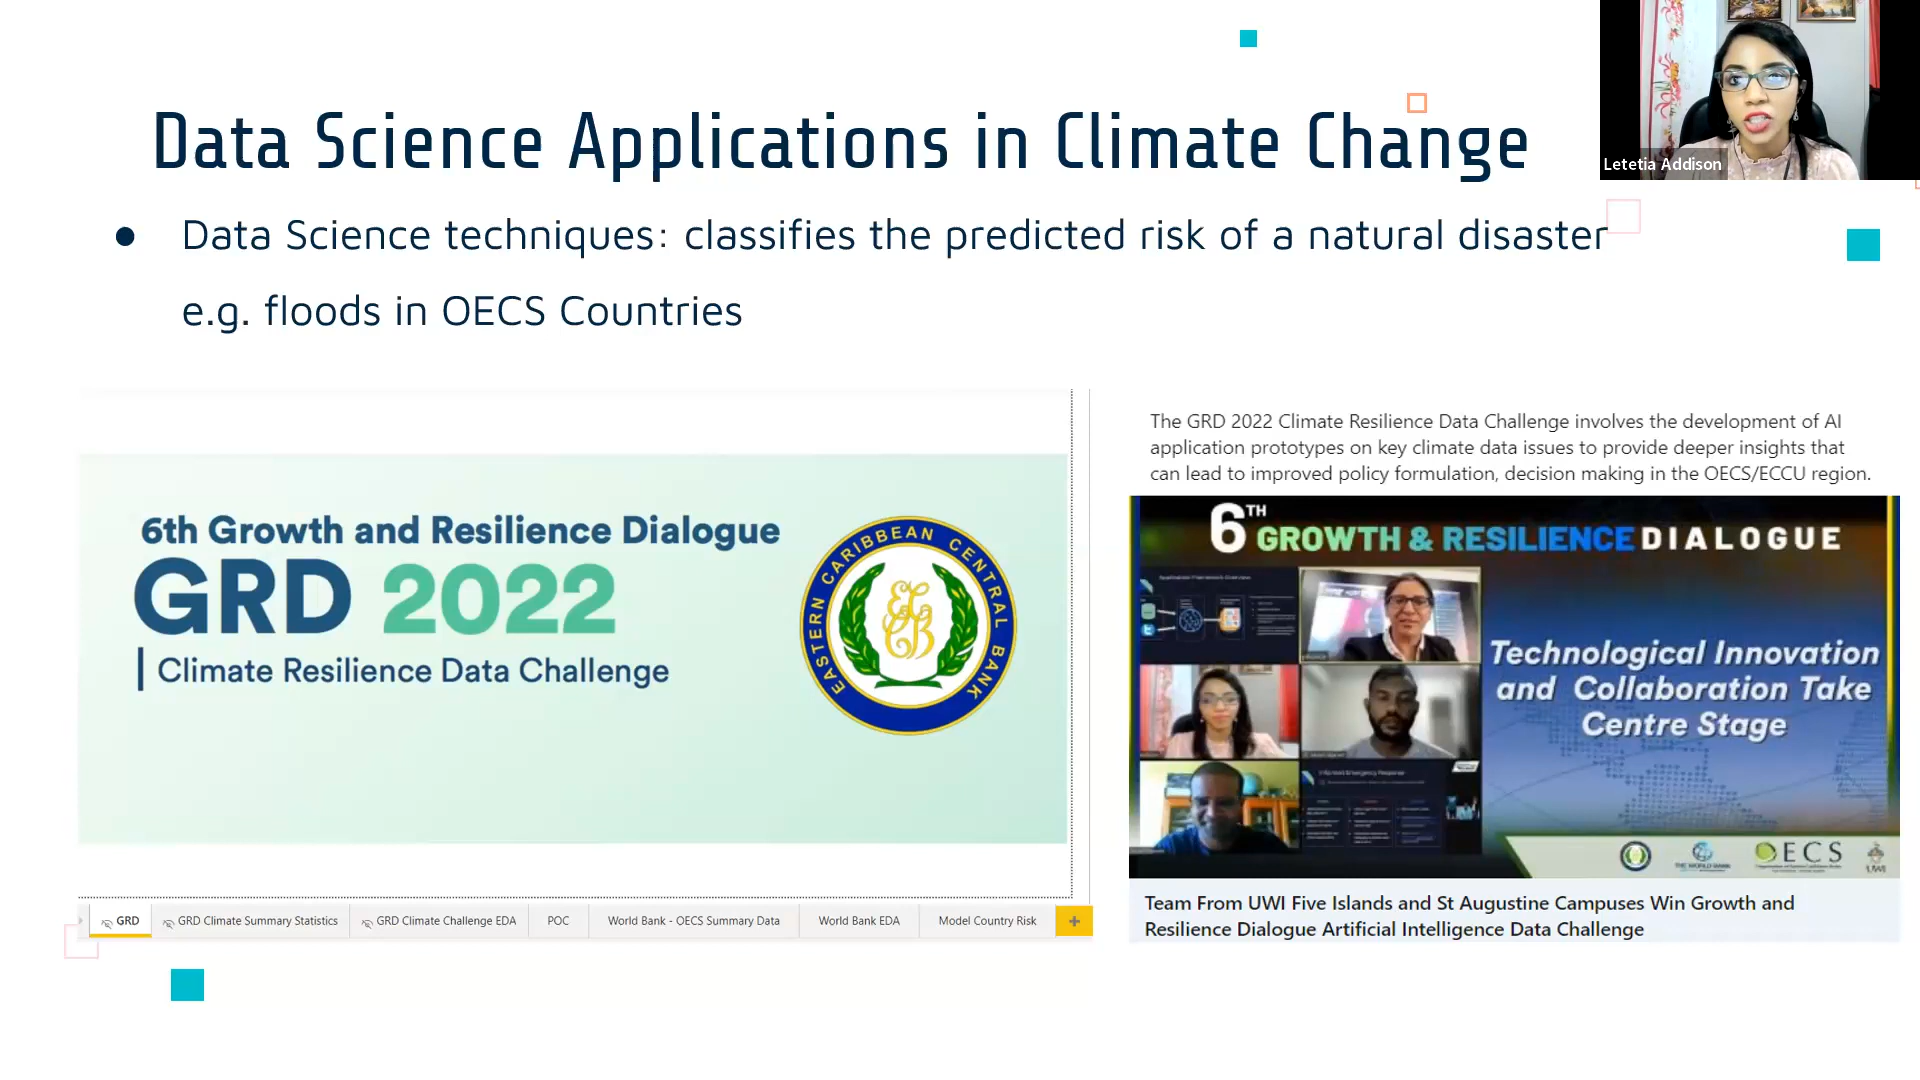 Data Science Applications in Climate Change
Letetia Addison
● Data Science techniques: classifies the predicted risk of a natural disaster
e.g. floods in OECS Countries
6th Growth and Resilience Dialogue
GRD 2022
Climate Resilience Data Challenge
EASTERN CARIBBEAN CENTRAL BANK
The GRD 2022 Climate Resilience Data Challenge involves the development of AI
application prototypes on key climate data issues to provide deeper insights that
can lead to improved policy formulation, decision making in the OECS/ECCU region.
6TH
GROWTH & RESILIENCE DIALOGUE
Technological Innovation
and Collaboration Take
Centre Stage
THE WORLD BANK
OECS
UWI
Team From UWI Five Islands and St Augustine Campuses Win Growth and
Resilience Dialogue Artificial Intelligence Data Challenge
GRD
GRD Climate Summary Statistics
GRD Climate Challenge EDA
POC
World Bank - OECS Summary Data
World Bank EDA
Model Country Risk
+